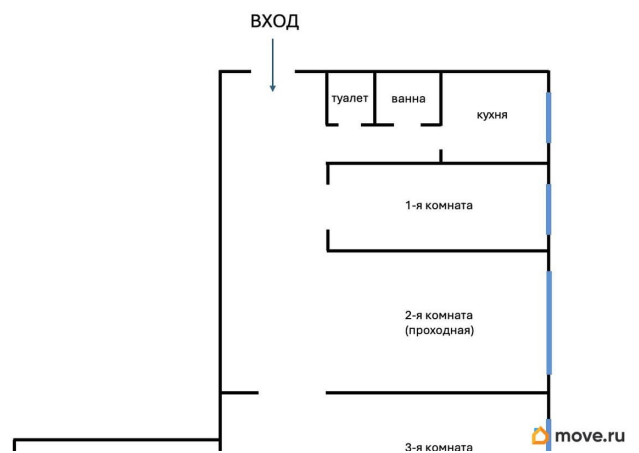 ВХОД
туалет
ванна
кухня
1-я комната
2-я комната
(проходная)
3-я комната
move.ru